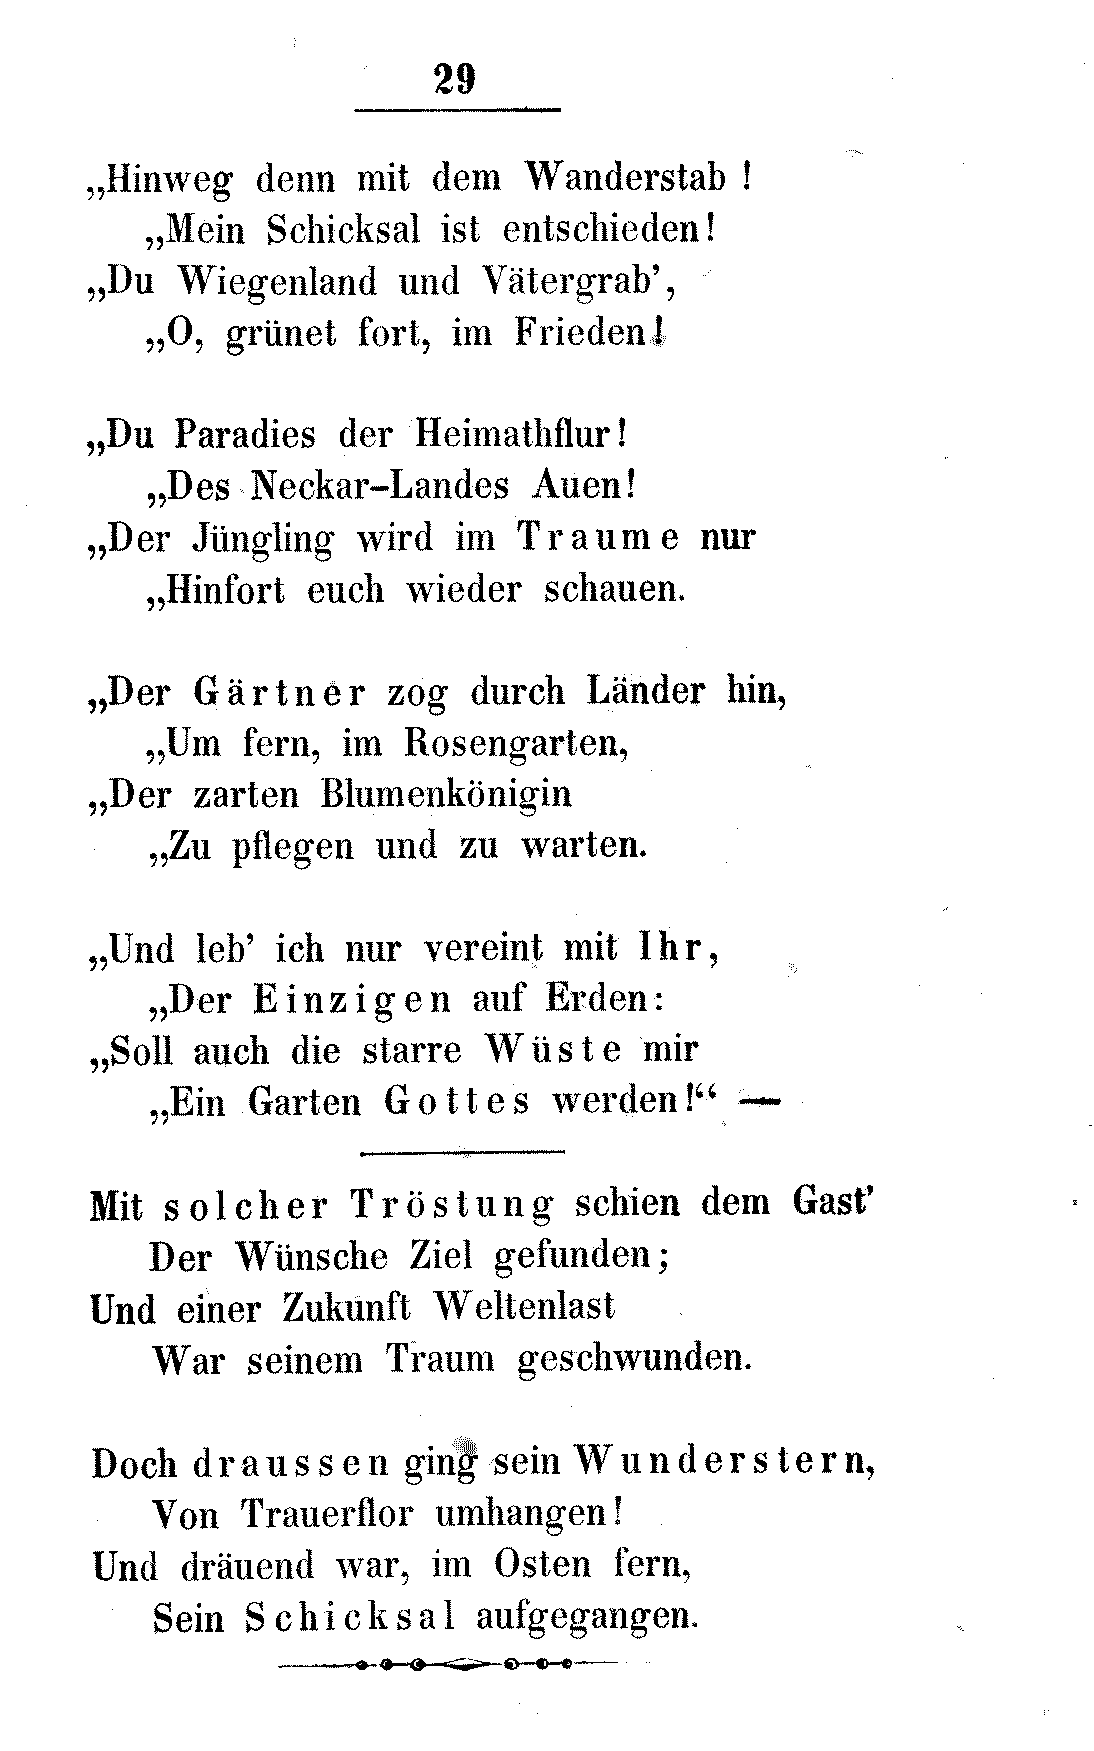 29
„Hinweg denn mit dem Wanderstab!
„Mein Schicksal ist entschieden!
„Du Wiegenland und Vätergrab’,
„O, grünet fort, im Frieden!
„Du Paradies der Heimathflur!
„Des Neckar-Landes Auen!
„Der Jüngling wird im Traume nur
„Hinfort euch wieder schauen.
„Der Gärtner zog durch Länder hin,
„Um fern, im Rosengarten,
„Der zarten Blumenkönigin
„Zu pflegen und zu warten.
„Und leb’ ich nur vereint mit Ihr,
„Der Einzigen auf Erden:
„Soll auch die starre Wüste mir
„Ein Garten Gottes werden!“ —
Mit solcher Tröstung schien dem Gast’
Der Wünsche Ziel gefunden;
Und einer Zukunft Weltenlast
War seinem Traum geschwunden.
Doch draussen ging sein Wunderstern,
Von Trauerflor umhangen!
Und dräuend war, im Osten fern,
Sein Schicksal aufgegangen.